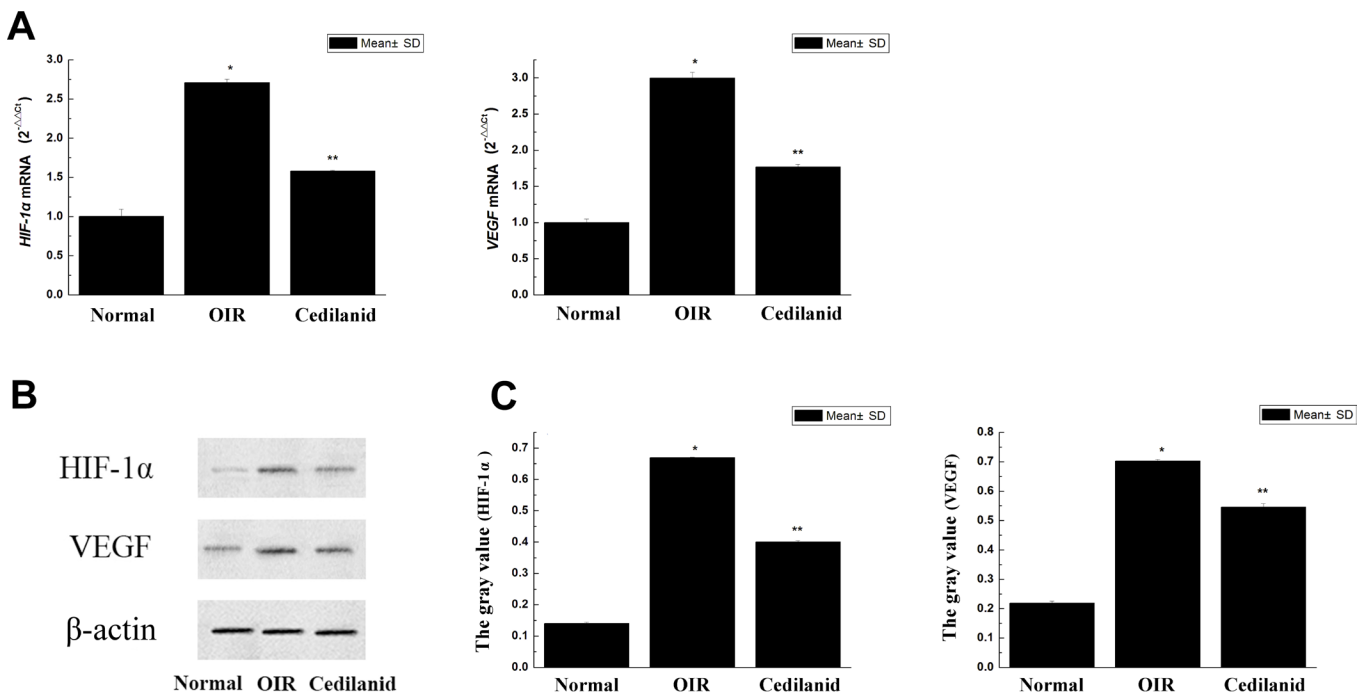 A
Mean± SD
HIF-1α mRNA (2^-△△Ct)
3.0
2.5
2.0
1.5
1.0
0.5
0.0
*
**
Normal OIR Cedilanid
Mean± SD
VEGF mRNA (2^-△△Ct)
3.0
2.5
2.0
1.5
1.0
0.5
0.0
*
**
Normal OIR Cedilanid
B
HIF-1α
VEGF
β-actin
Normal OIR Cedilanid
C
Mean± SD
The gray value (HIF-1α)
0.7
0.6
0.5
0.4
0.3
0.2
0.1
0.0
*
**
Normal OIR Cedilanid
Mean± SD
The gray value (VEGF)
0.8
0.7
0.6
0.5
0.4
0.3
0.2
0.1
0.0
*
**
Normal OIR Cedilanid